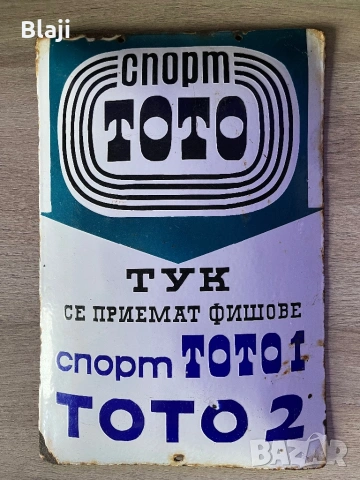 Blaji
спорт
ТОТО
ТУК
СЕ ПРИЕМАТ ФИШОВЕ
спорт ТОТО1
ТОТО 2
BAZAR